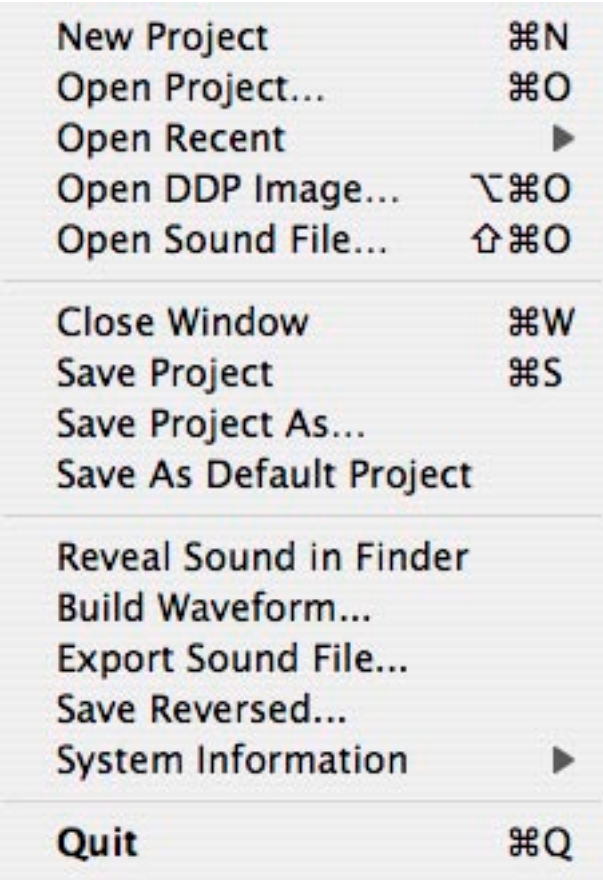 New Project ⌘N
Open Project... ⌘O
Open Recent ▶
Open DDP Image... ⌥⌘O
Open Sound File... ⇧⌘O
Close Window ⌘W
Save Project ⌘S
Save Project As...
Save As Default Project
Reveal Sound in Finder
Build Waveform...
Export Sound File...
Save Reversed...
System Information ▶
Quit ⌘Q